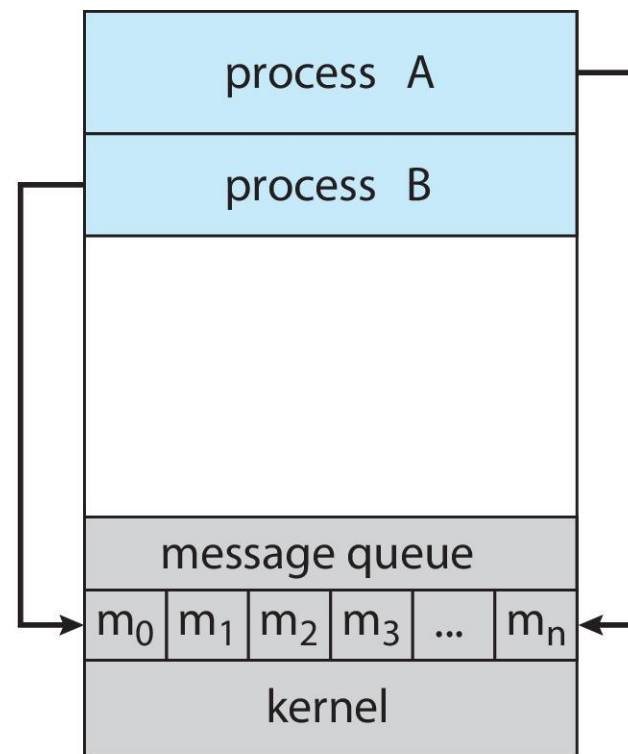 process A
process B
message queue
m₀ m₁ m₂ m₃ ... mₙ
kernel